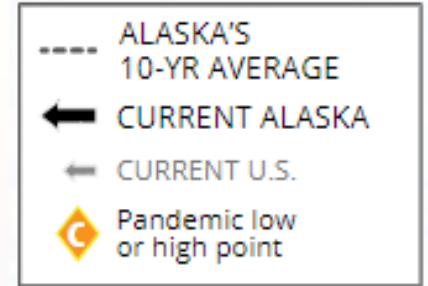 ALASKA'S
10-YR AVERAGE
CURRENT ALASKA
CURRENT U.S.
C
Pandemic low
or high point